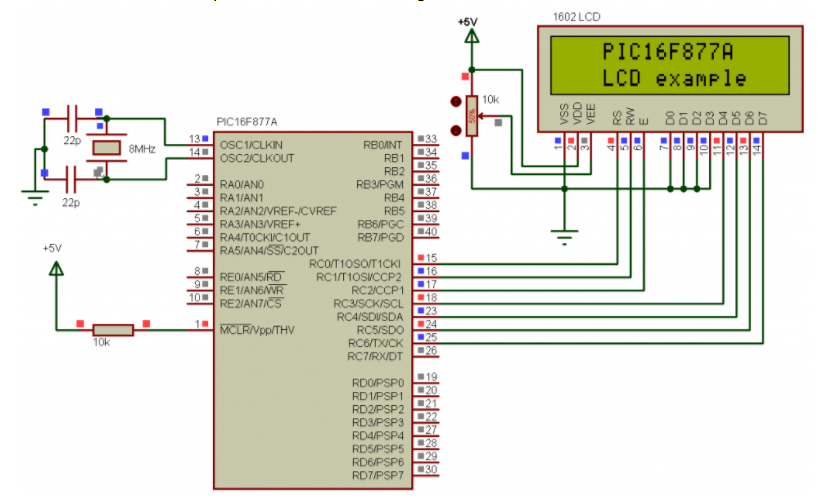 +5V
1602 LCD
PIC16F877A
LCD example
10k
50%
VSS
VDD
VEE
RS
RW
E
D0
D1
D2
D3
D4
D5
D6
D7
1
2
3
4
5
6
7
8
9
10
11
12
13
14
22p
8MHz
22p
PIC16F877A
13 OSC1/CLKIN
14 OSC2/CLKOUT
2 RA0/AN0
3 RA1/AN1
4 RA2/AN2/VREF-/CVREF
5 RA3/AN3/VREF+
6 RA4/T0CKI/C1OUT
7 RA5/AN4/SS/C2OUT
8 RE0/AN5/RD
9 RE1/AN6/WR
10 RE2/AN7/CS
1 MCLR/Vpp/THV
+5V
10k
RB0/INT 33
RB1 34
RB2 35
RB3/PGM 36
RB4 37
RB5 38
RB6/PGC 39
RB7/PGD 40
RC0/T1OSO/T1CKI 15
RC1/T1OSI/CCP2 16
RC2/CCP1 17
RC3/SCK/SCL 18
RC4/SDI/SDA 23
RC5/SDO 24
RC6/TX/CK 25
RC7/RX/DT 26
RD0/PSP0 19
RD1/PSP1 20
RD2/PSP2 21
RD3/PSP3 22
RD4/PSP4 27
RD5/PSP5 28
RD6/PSP6 29
RD7/PSP7 30